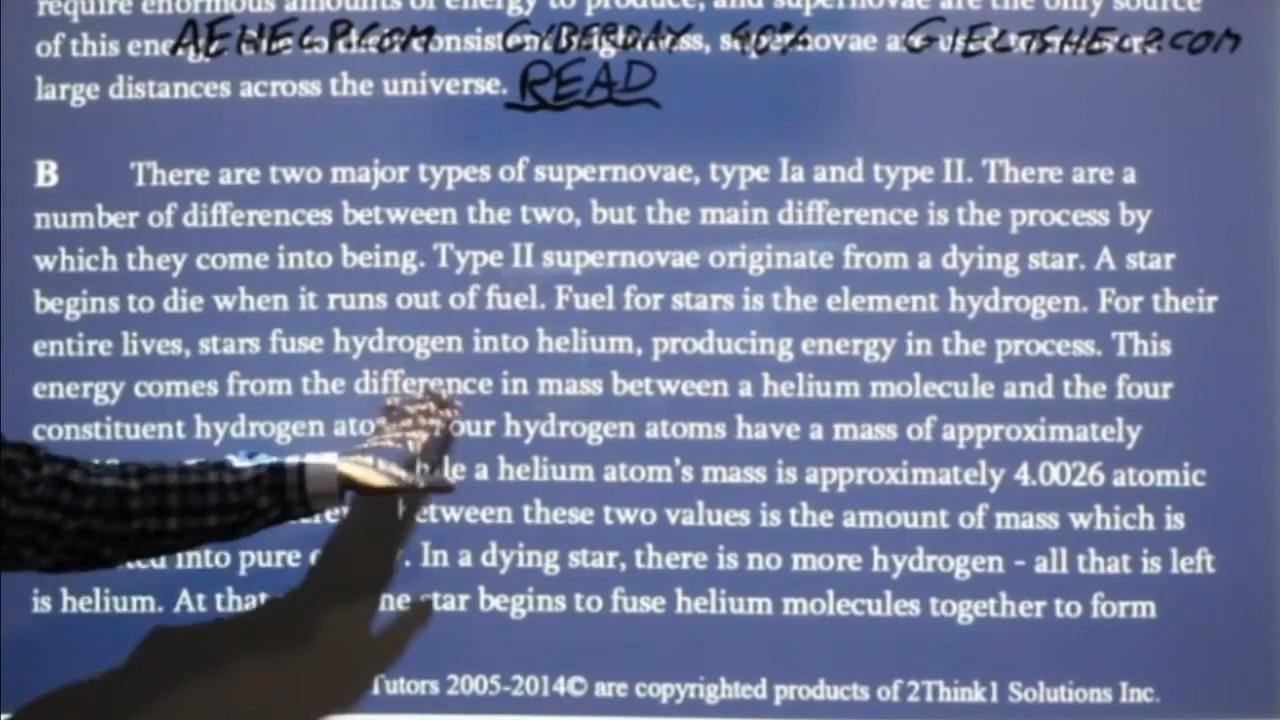 require enormous amounts of energy to produce, and supernovae are the only source
of this consistent supernovae
AEHELP.COM CYBERDAY 40% GIELTSHELP.COM
large distances across the universe. READ
B There are two major types of supernovae, type Ia and type II. There are a
number of differences between the two, but the main difference is the process by
which they come into being. Type II supernovae originate from a dying star. A star
begins to die when it runs out of fuel. Fuel for stars is the element hydrogen. For their
entire lives, stars fuse hydrogen into helium, producing energy in the process. This
energy comes from the difference in mass between a helium molecule and the four
constituent hydrogen our hydrogen atoms have a mass of approximately
a helium atom's mass is approximately 4.0026 atomic
etween these two values is the amount of mass which is
into pure . In a dying star, there is no more hydrogen - all that is left
is helium. At that star begins to fuse helium molecules together to form
Tutors 2005-2014© are copyrighted products of 2Think1 Solutions Inc.